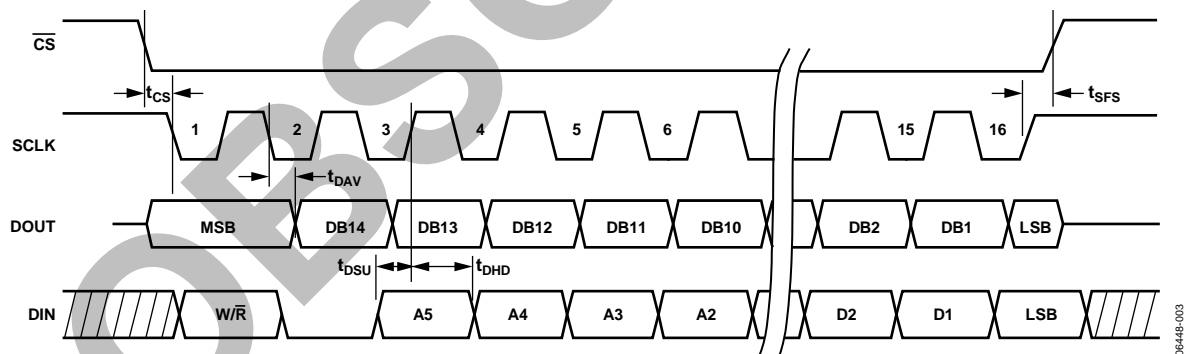 CS
tCS
tSFS
SCLK
1 2 3 4 5 6 15 16
tDAV
DOUT
MSB DB14 DB13 DB12 DB11 DB10 DB2 DB1 LSB
tDSU tDHD
DIN
W/R A5 A4 A3 A2 D2 D1 LSB
06448-003
OBSO